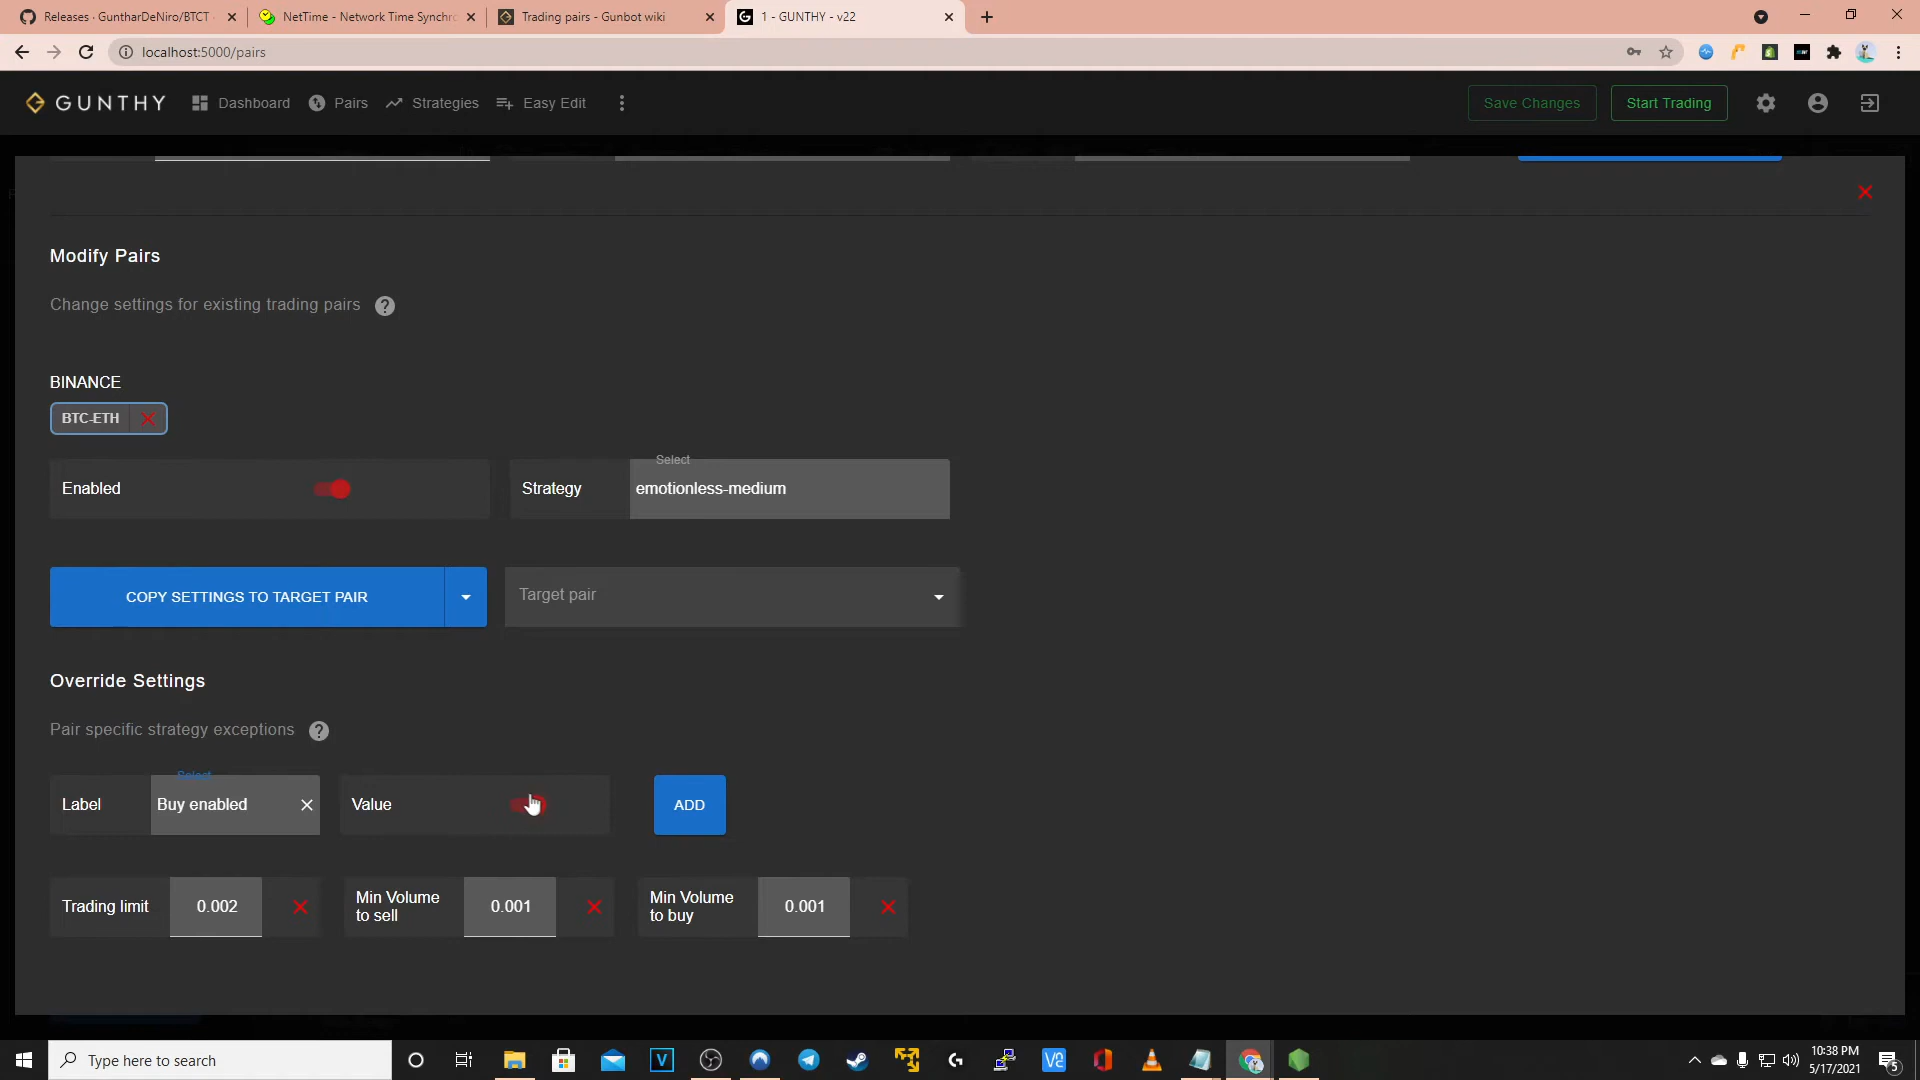 Releases · GuntharDeNiro/BTCT
NetTime - Network Time Synchro
Trading pairs - Gunbot wiki
1 - GUNTHY - v22
localhost:5000/pairs
GUNTHY
Dashboard
Pairs
Strategies
Easy Edit
Save Changes
Start Trading
Modify Pairs
Change settings for existing trading pairs
BINANCE
BTC-ETH
Enabled
Strategy
Select
emotionless-medium
COPY SETTINGS TO TARGET PAIR
Target pair
Override Settings
Pair specific strategy exceptions
Label
Select
Buy enabled
Value
ADD
Trading limit
0.002
Min Volume
to sell
0.001
Min Volume
to buy
0.001
Type here to search
10:38 PM
5/17/2021
5